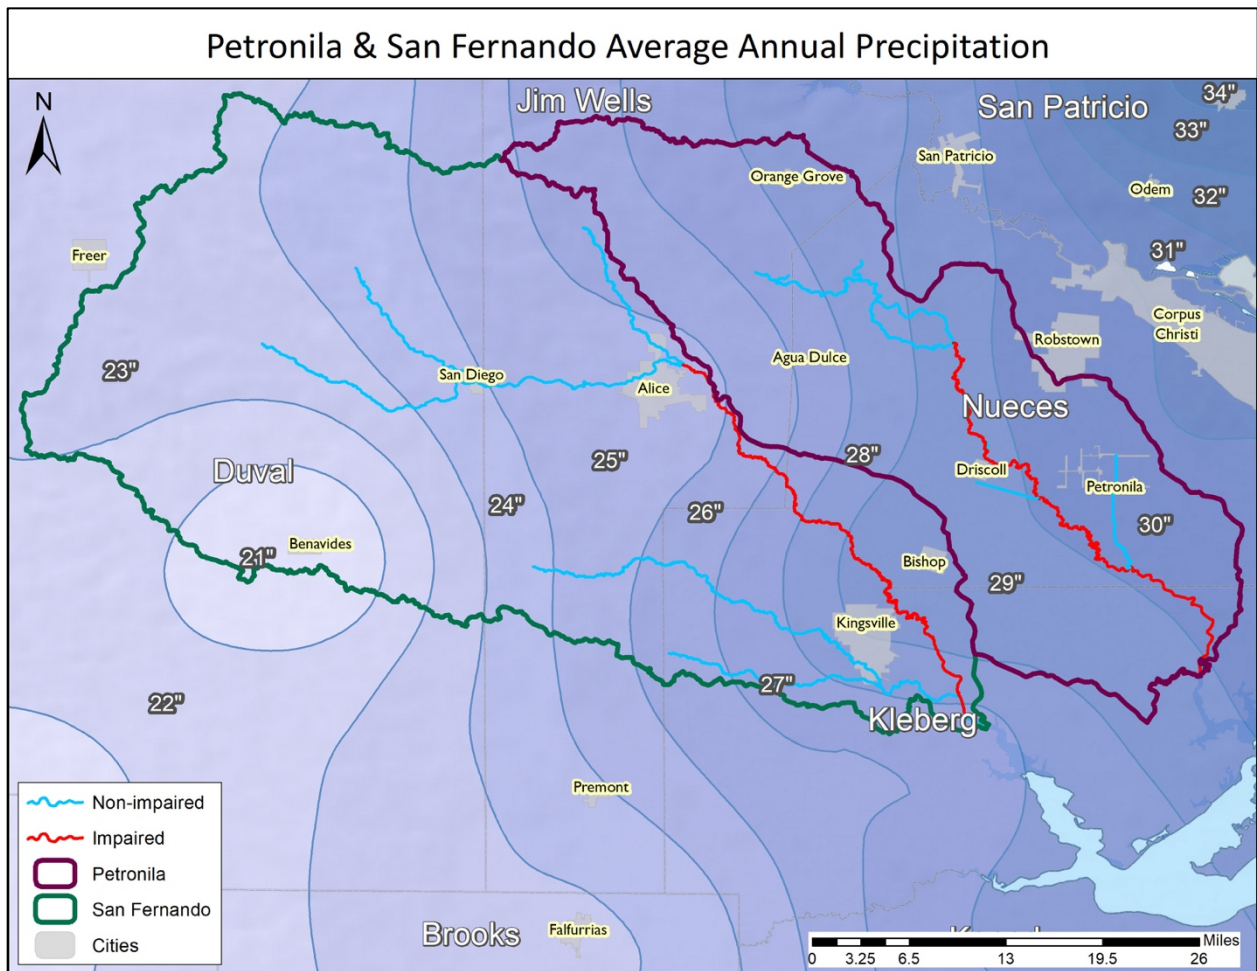 Petronila & San Fernando Average Annual Precipitation
N
Jim Wells
San Patricio
34"
33"
San Patricio
Orange Grove
Odem
32"
31"
Freer
Corpus
Christi
Robstown
23"
San Diego
Alice
Agua Dulce
Nueces
Duval
25"
28"
Driscoll
Petronila
24"
26"
30"
21"
Benavides
Bishop
29"
Kingsville
27"
22"
Kleberg
Premont
Non-impaired
Impaired
Petronila
San Fernando
Cities
Brooks
Falfurrias
Miles
0 3.25 6.5 13 19.5 26